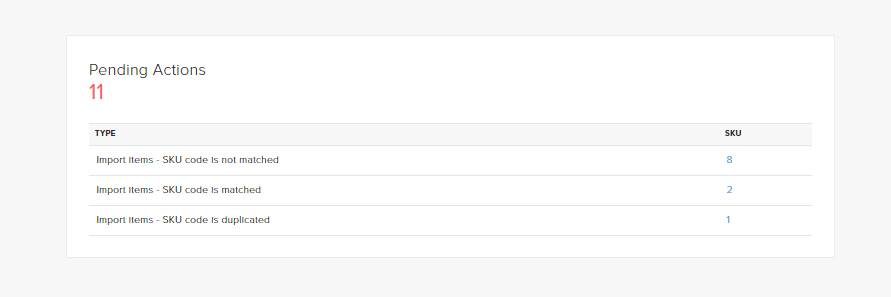 Pending Actions
11
TYPE SKU
Import items - SKU code is not matched 8
Import items - SKU code is matched 2
Import items - SKU code is duplicated 1